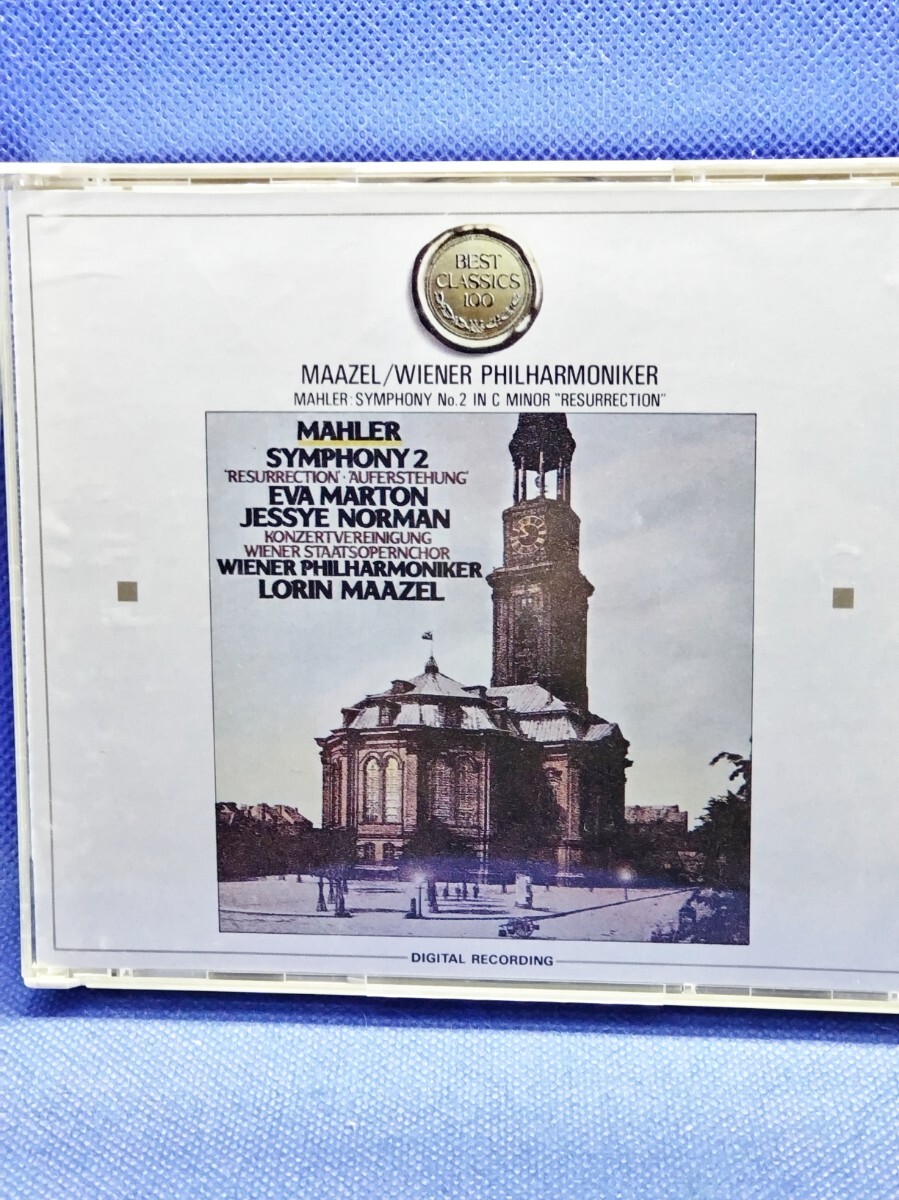 BEST
CLASSICS
100
MAAZEL/WIENER PHILHARMONIKER
MAHLER: SYMPHONY No.2 IN C MINOR "RESURRECTION"
MAHLER
SYMPHONY 2
"RESURRECTION"·"AUFERSTEHUNG"
EVA MARTON
JESSYE NORMAN
KONZERTVEREINIGUNG
WIENER STAATSOPERNCHOR
WIENER PHILHARMONIKER
LORIN MAAZEL
DIGITAL RECORDING